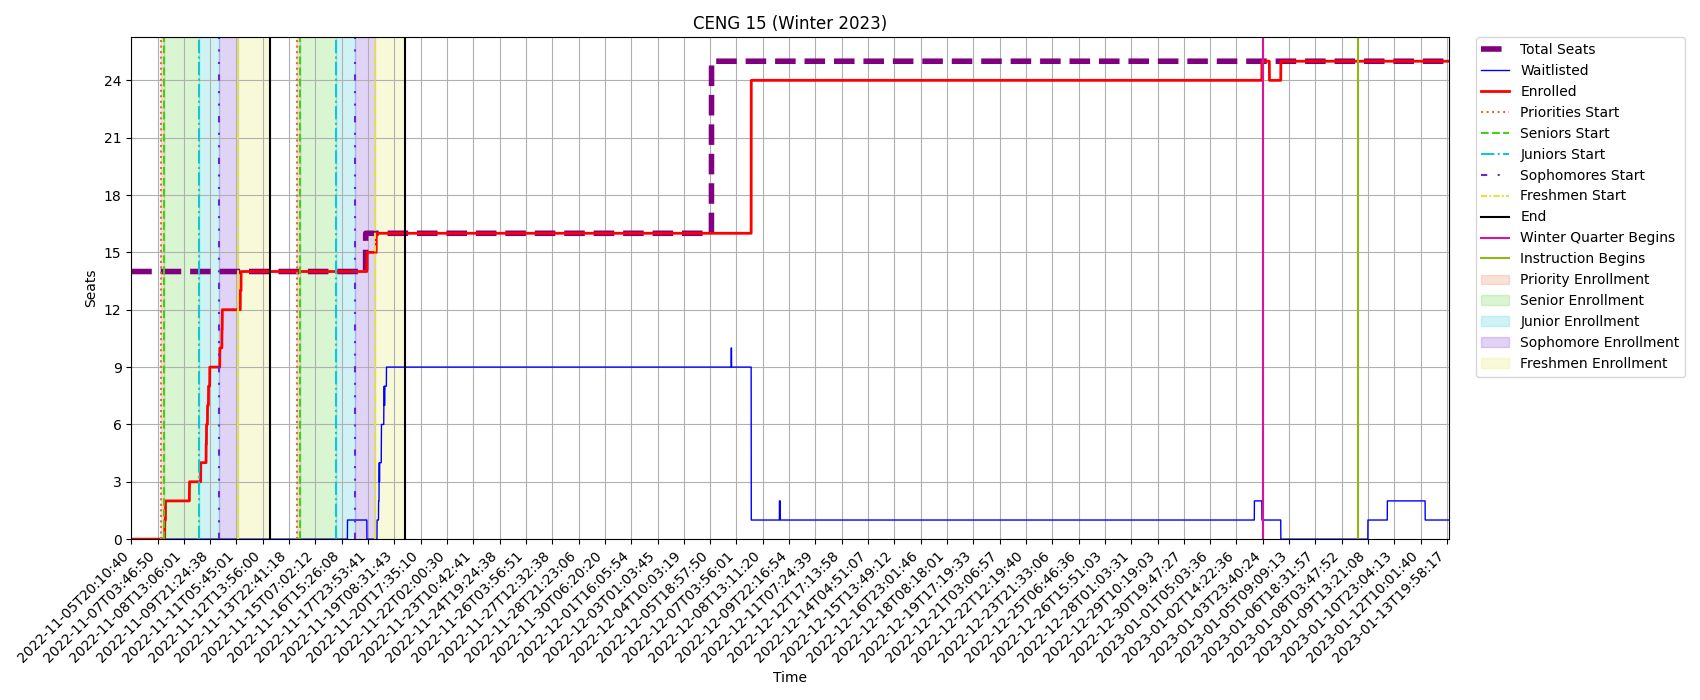 CENG 15 (Winter 2023)
Seats
24
21
18
15
12
9
6
3
0
2022-11-05T20:10:40
2022-11-07T03:46:50
2022-11-08T13:06:01
2022-11-09T21:24:38
2022-11-11T05:45:01
2022-11-12T13:56:00
2022-11-13T22:41:18
2022-11-15T07:02:12
2022-11-16T15:26:08
2022-11-17T23:53:41
2022-11-19T08:31:43
2022-11-20T17:35:10
2022-11-22T02:00:30
2022-11-23T10:42:41
2022-11-24T19:24:38
2022-11-26T03:56:51
2022-11-27T12:32:38
2022-11-28T21:23:06
2022-11-30T06:20:20
2022-12-01T16:05:54
2022-12-03T01:03:45
2022-12-04T10:03:19
2022-12-05T18:57:50
2022-12-07T03:56:01
2022-12-08T13:11:20
2022-12-09T22:16:54
2022-12-11T07:24:39
2022-12-12T17:13:58
2022-12-14T04:51:07
2022-12-15T13:49:12
2022-12-16T23:01:46
2022-12-18T08:18:01
2022-12-19T17:19:33
2022-12-21T03:06:57
2022-12-22T12:19:40
2022-12-23T21:33:06
2022-12-25T06:46:36
2022-12-26T15:51:03
2022-12-28T01:03:31
2022-12-29T10:19:03
2022-12-30T19:47:27
2023-01-01T05:03:36
2023-01-02T14:22:36
2023-01-03T23:40:24
2023-01-05T09:09:13
2023-01-06T18:31:57
2023-01-08T03:47:52
2023-01-09T13:21:08
2023-01-10T23:04:13
2023-01-12T10:01:40
2023-01-13T19:58:17
Time
Total Seats
Waitlisted
Enrolled
Priorities Start
Seniors Start
Juniors Start
Sophomores Start
Freshmen Start
End
Winter Quarter Begins
Instruction Begins
Priority Enrollment
Senior Enrollment
Junior Enrollment
Sophomore Enrollment
Freshmen Enrollment